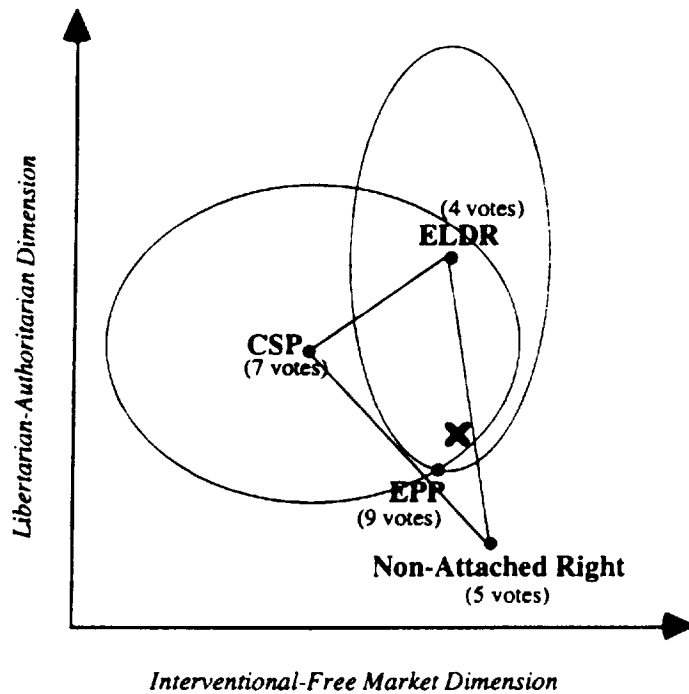 Libertarian-Authoritarian Dimension
(4 votes)
ELDR
CSP
(7 votes)
EPP
(9 votes)
Non-Attached Right
(5 votes)
Interventional-Free Market Dimension